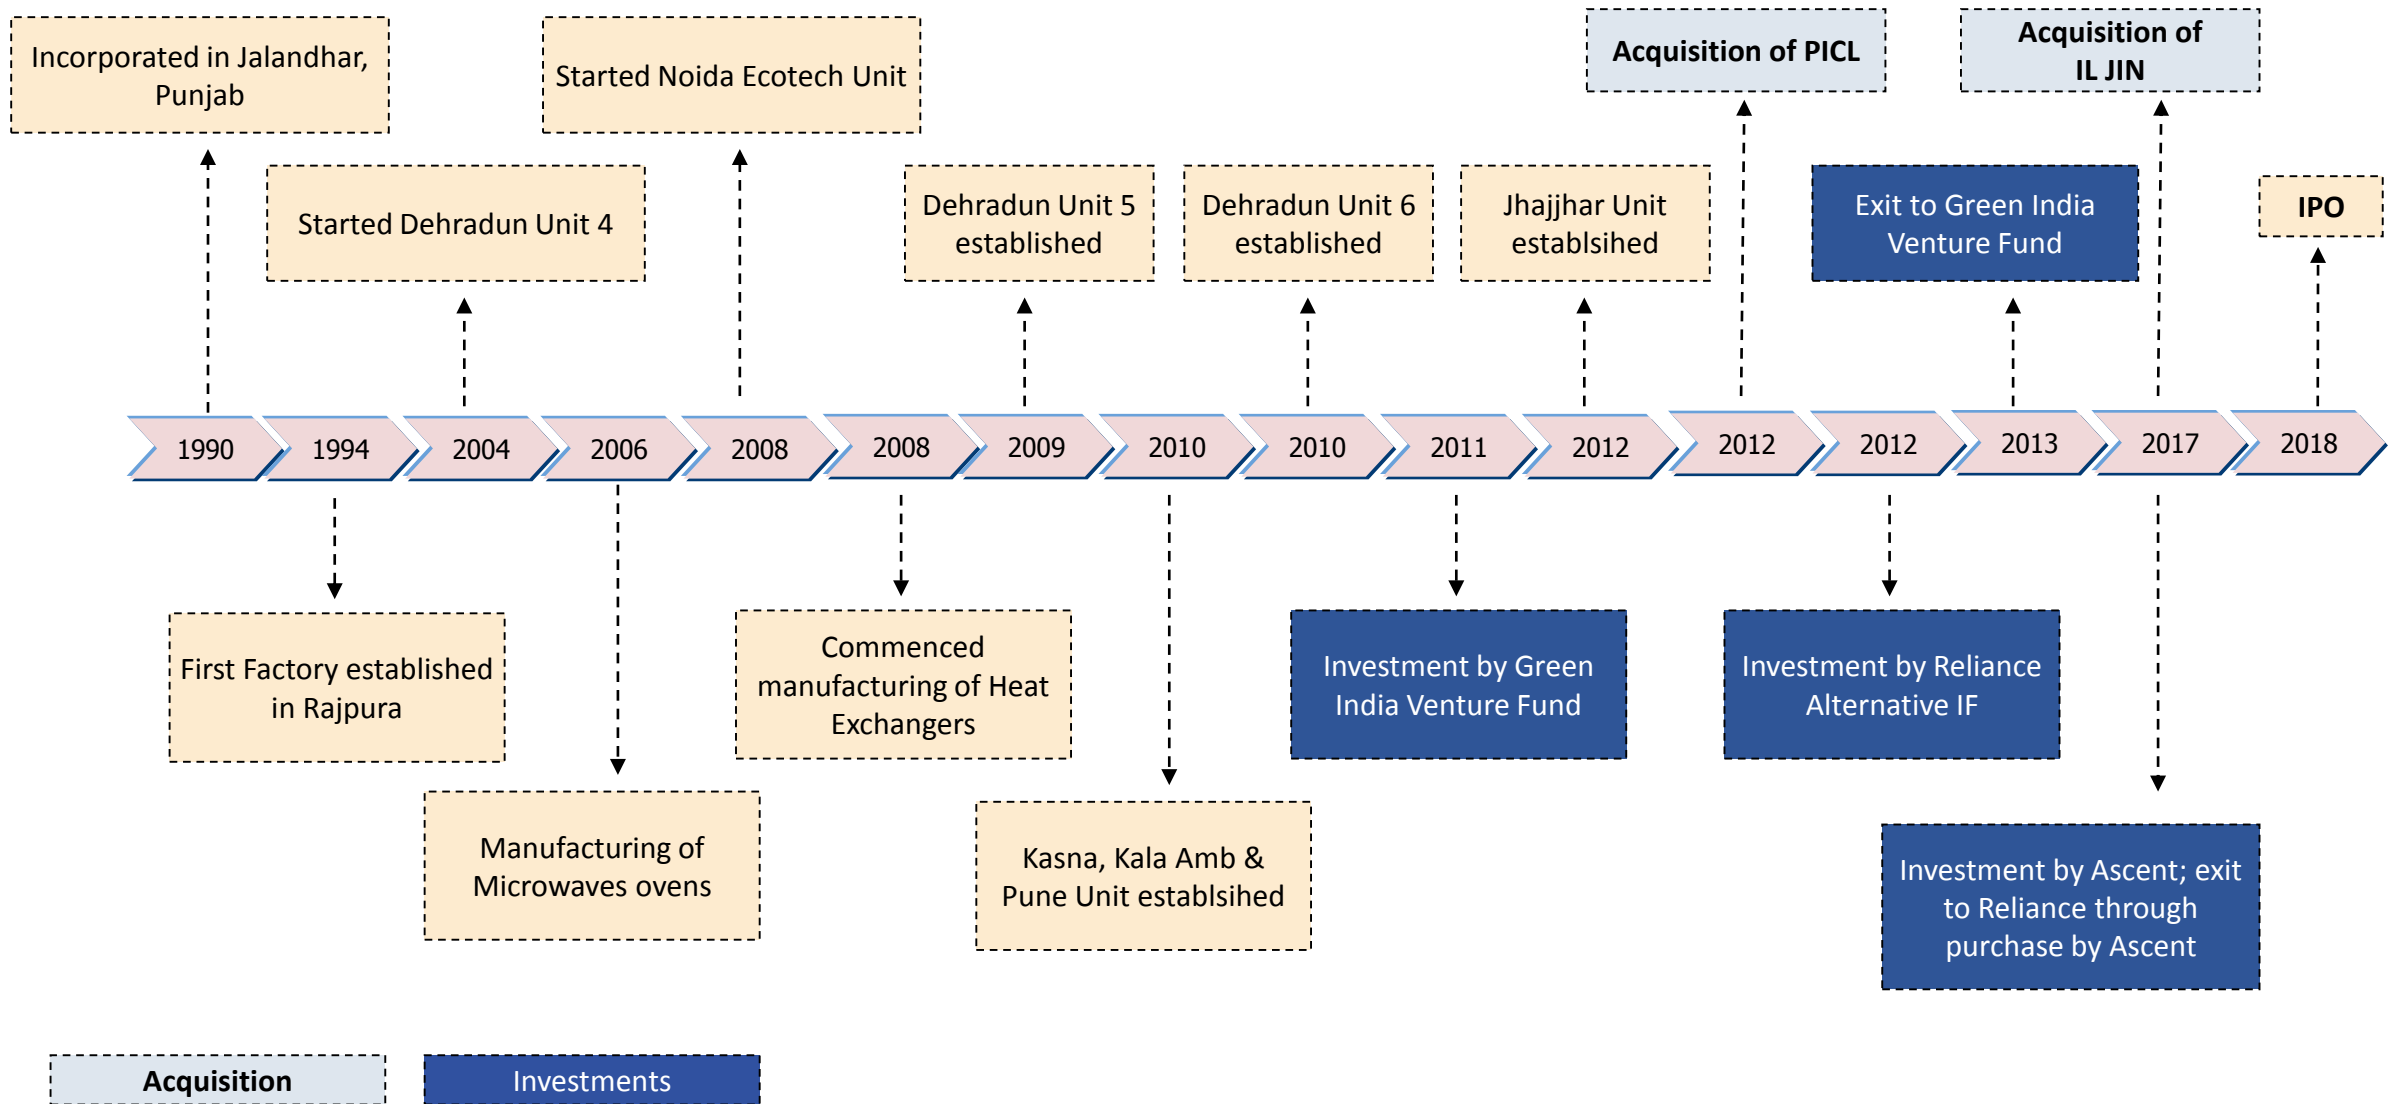 Incorporated in Jalandhar,
Punjab
Started Noida Ecotech Unit
Acquisition of PICL
Acquisition of
IL JIN
Started Dehradun Unit 4
Dehradun Unit 5
established
Dehradun Unit 6
established
Jhajjhar Unit
establsihed
Exit to Green India
Venture Fund
IPO
1990
1994
2004
2006
2008
2008
2009
2010
2010
2011
2012
2012
2012
2013
2017
2018
First Factory established
in Rajpura
Commenced
manufacturing of Heat
Exchangers
Investment by Green
India Venture Fund
Investment by Reliance
Alternative IF
Manufacturing of
Microwaves ovens
Kasna, Kala Amb &
Pune Unit establsihed
Investment by Ascent; exit
to Reliance through
purchase by Ascent
Acquisition
Investments